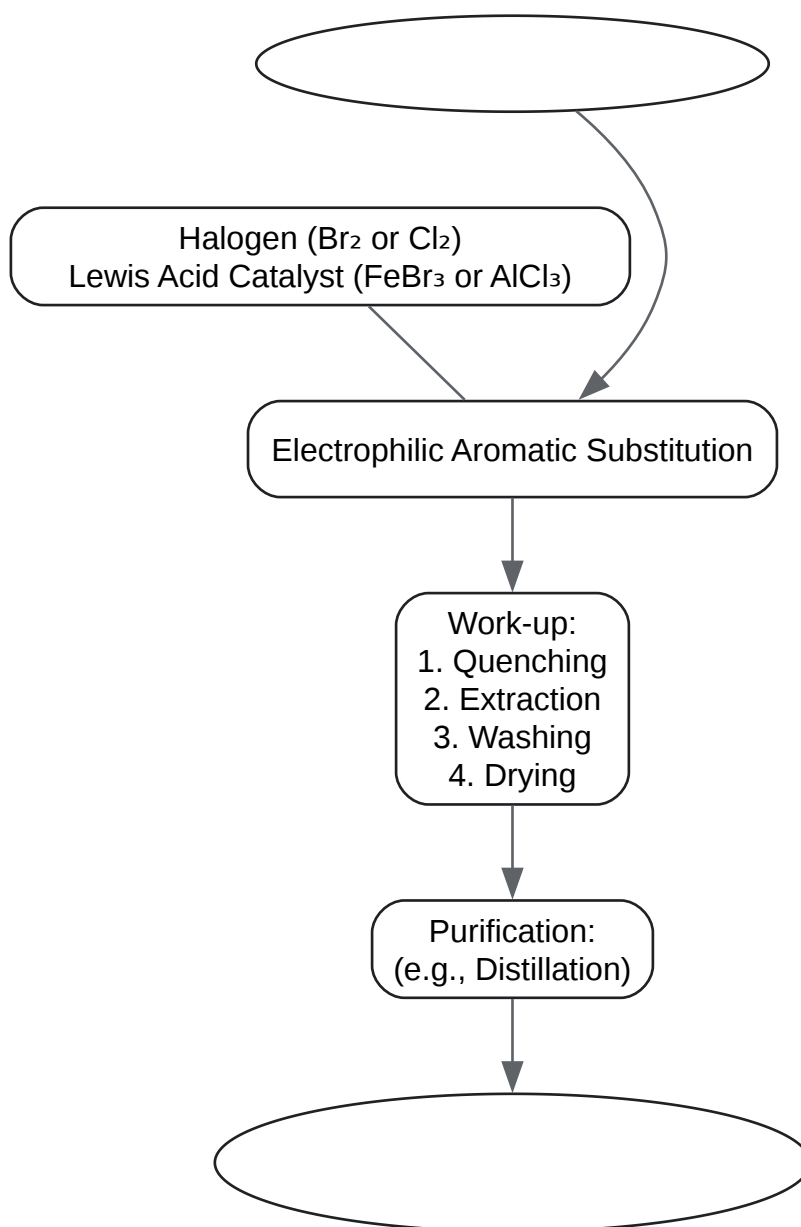 Halogen (Br₂ or Cl₂)
Lewis Acid Catalyst (FeBr₃ or AlCl₃)
Electrophilic Aromatic Substitution
Work-up:
1. Quenching
2. Extraction
3. Washing
4. Drying
Purification:
(e.g., Distillation)